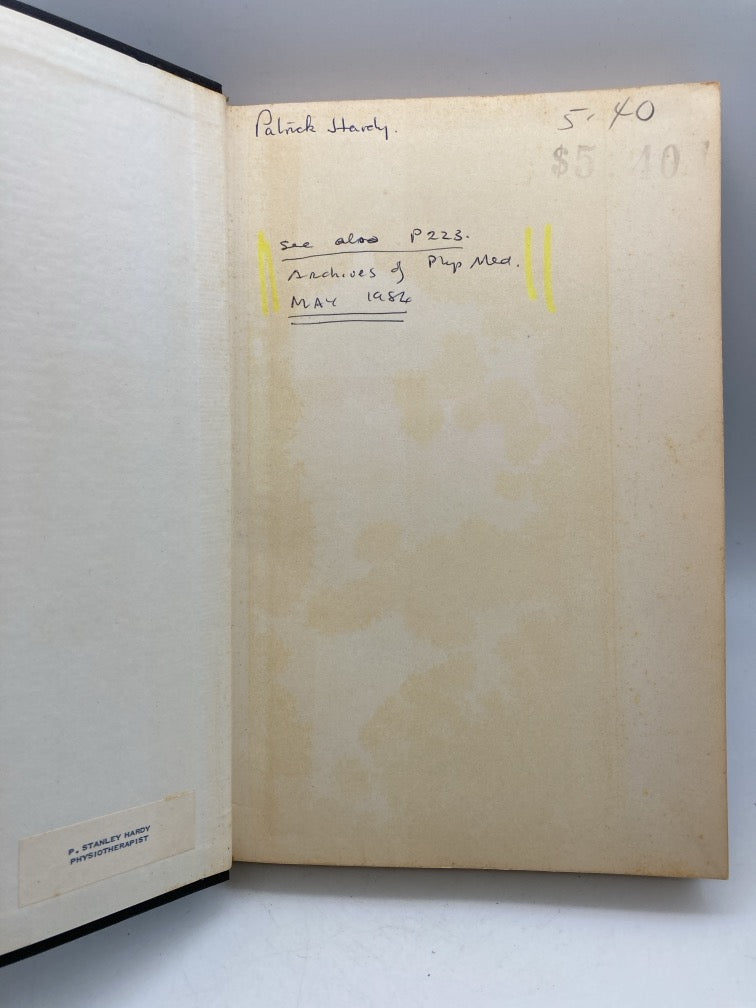 Patrick Hardy.
5.40
$5.40
see also P223.
Archives of Phys Med.
MAY 1984
P. STANLEY HARDY
PHYSIOTHERAPIST